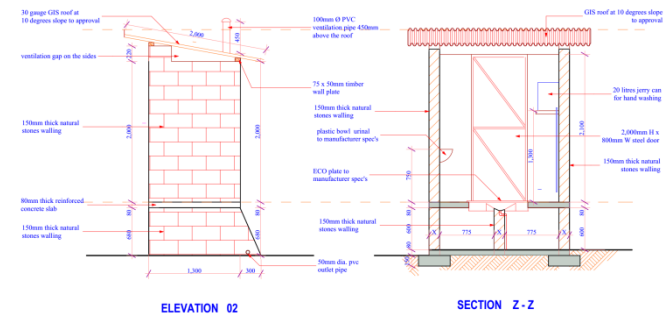 30 gauge GIS roof at
10 degrees slope to approval
2,000
450
100mm Ø PVC
ventilation pipe 450mm
above the roof
ventilation gap on the sides
220
75 x 50mm timber
wall plate
150mm thick natural
stones walling
2,000
2,000
80mm thick reinforced
concrete slab
80
80
150mm thick natural
stones walling
600
600
50mm dia. pvc
outlet pipe
1,300
300
ELEVATION 02
GIS roof at 10 degrees slope
to approval
20 litres jerry can
for hand washing
150mm thick natural
stones walling
2,100
plastic bowl urinal
to manufacturer spec's
2,000mm H x
800mm W steel door
1,300
150mm thick natural
stones walling
ECO plate to
manufacturer spec's
750
150mm thick natural
stones walling
80
80
600
600
X
775
X
775
X
80
SECTION Z - Z